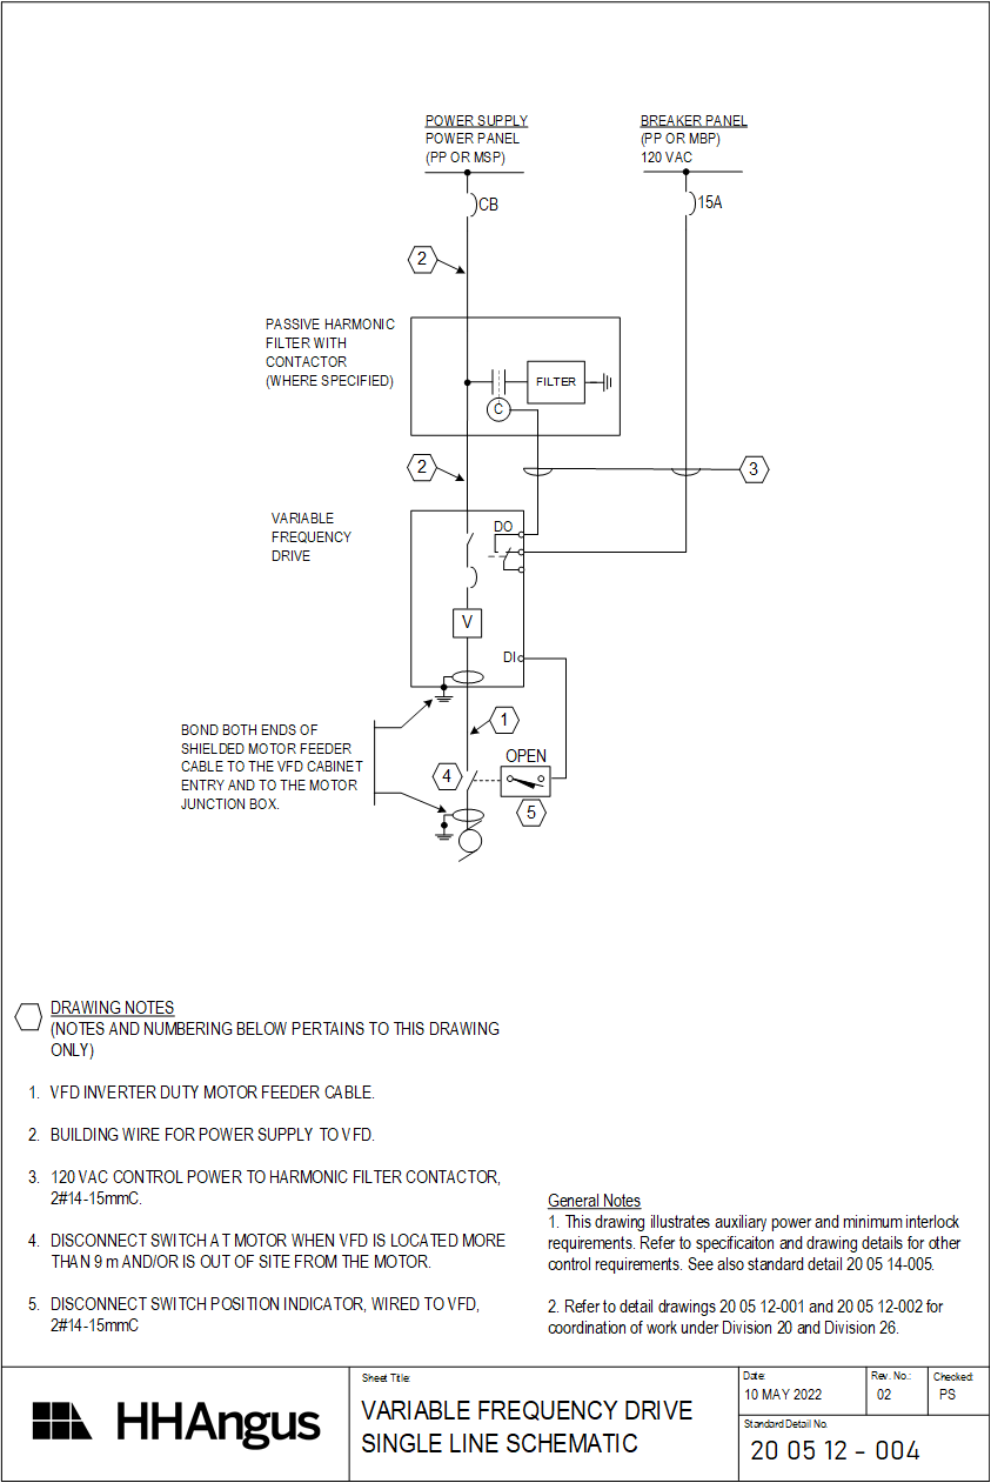 POWER SUPPLY
POWER PANEL
(PP OR MSP)
BREAKER PANEL
(PP OR MBP)
120 VAC
CB
15A
2
PASSIVE HARMONIC
FILTER WITH
CONTACTOR
(WHERE SPECIFIED)
FILTER
C
2
3
VARIABLE
FREQUENCY
DRIVE
DO
V
DI
1
BOND BOTH ENDS OF
SHIELDED MOTOR FEEDER
CABLE TO THE VFD CABINET
ENTRY AND TO THE MOTOR
JUNCTION BOX.
OPEN
4
5
DRAWING NOTES
(NOTES AND NUMBERING BELOW PERTAINS TO THIS DRAWING
ONLY)
1. VFD INVERTER DUTY MOTOR FEEDER CABLE.
2. BUILDING WIRE FOR POWER SUPPLY TO VFD.
3. 120 VAC CONTROL POWER TO HARMONIC FILTER CONTACTOR,
2#14-15mmC.
4. DISCONNECT SWITCH AT MOTOR WHEN VFD IS LOCATED MORE
THAN 9 m AND/OR IS OUT OF SITE FROM THE MOTOR.
5. DISCONNECT SWITCH POSITION INDICATOR, WIRED TO VFD,
2#14-15mmC
General Notes
1. This drawing illustrates auxiliary power and minimum interlock
requirements. Refer to specificaiton and drawing details for other
control requirements. See also standard detail 20 05 14-005.
2. Refer to detail drawings 20 05 12-001 and 20 05 12-002 for
coordination of work under Division 20 and Division 26.
HHAngus
Sheet Title:
VARIABLE FREQUENCY DRIVE
SINGLE LINE SCHEMATIC
Date:
10 MAY 2022
Rev. No.:
02
Checked:
PS
Standard Detail No.
20 05 12 - 004